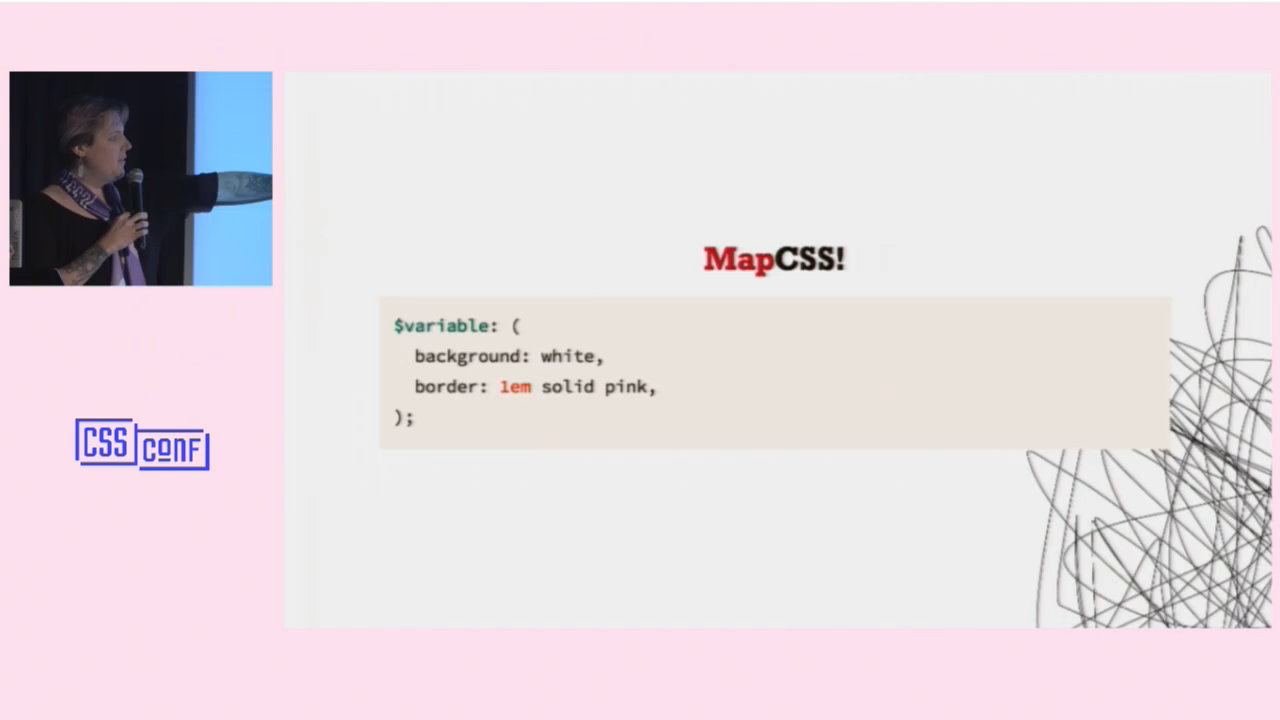 MapCSS!
$variable: (
background: white,
border: 1em solid pink,
);
CSS
CONF